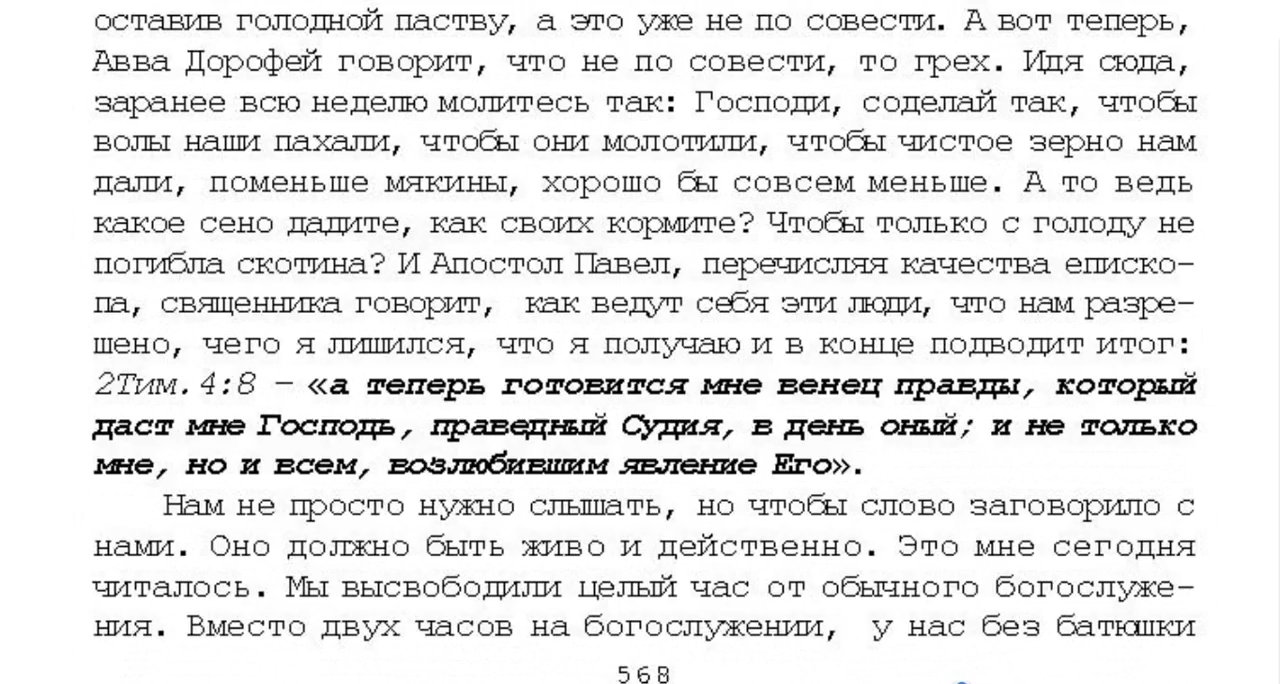 оставив голодной паству, а это уже не по совести. А вот теперь,
Авва Дорофей говорит, что не по совести, то грех. Идя сюда,
заранее всю неделю молитесь так: Господи, соделай так, чтобы
волы наши пахали, чтобы они молотили, чтобы чистое зерно нам
дали, поменьше мякины, хорошо бы совсем меньше. А то ведь
какое сено дадите, как своих кормите? Чтобы только с голоду не
погибла скотина? И Апостол Павел, перечисляя качества еписко-
па, священника говорит, как ведут себя эти люди, что нам разре-
шено, чего я лишился, что я получаю и в конце подводит итог:
2Тим.4:8 – «а теперь готовится мне венец правды, который
даст мне Господь, праведный Судия, в день оный; и не только
мне, но и всем, возлюбившим явление Его».
Нам не просто нужно слышать, но чтобы слово заговорило с
нами. Оно должно быть живо и действенно. Это мне сегодня
читалось. Мы высвободили целый час от обычного богослуже-
ния. Вместо двух часов на богослужении, у нас без батюшки
568